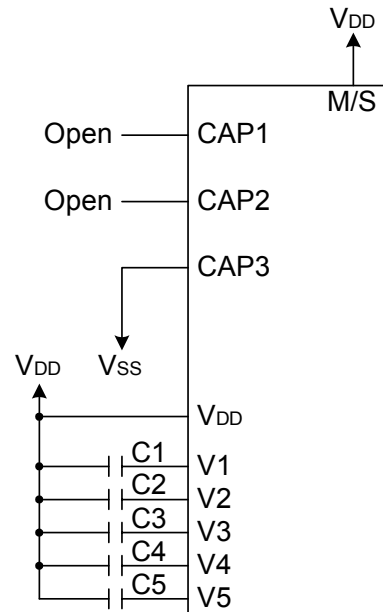 VDD
M/S
Open CAP1
Open CAP2
CAP3
VDD VSS
VDD
C1 V1
C2 V2
C3 V3
C4 V4
C5 V5